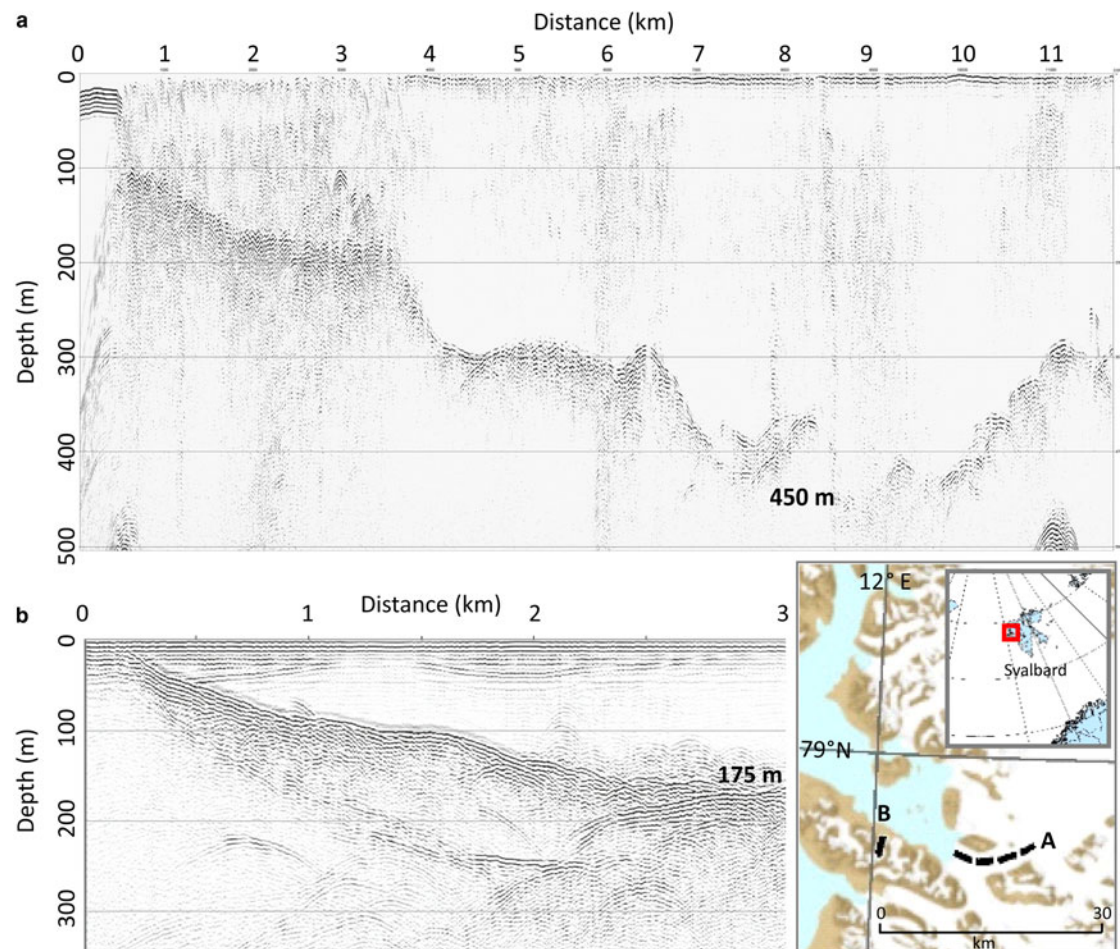 a
Distance (km)
0 1 2 3 4 5 6 7 8 9 10 11
Depth (m)
0
100
200
300
400
500
450 m
b
0 1 2 3
Distance (km)
Depth (m)
0
100
200
300
175 m
12° E
Svalbard
79°N
B
A
0 30
km